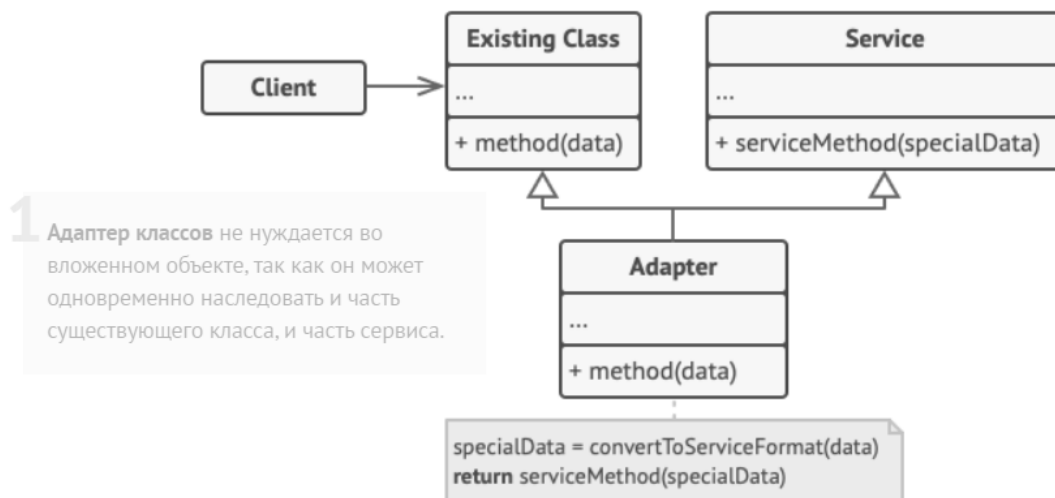 Existing Class
...
+ method(data)
Service
...
+ serviceMethod(specialData)
Client
1
Адаптер классов не нуждается во
вложенном объекте, так как он может
одновременно наследовать и часть
существующего класса, и часть сервиса.
Adapter
...
+ method(data)
specialData = convertToServiceFormat(data)
return serviceMethod(specialData)